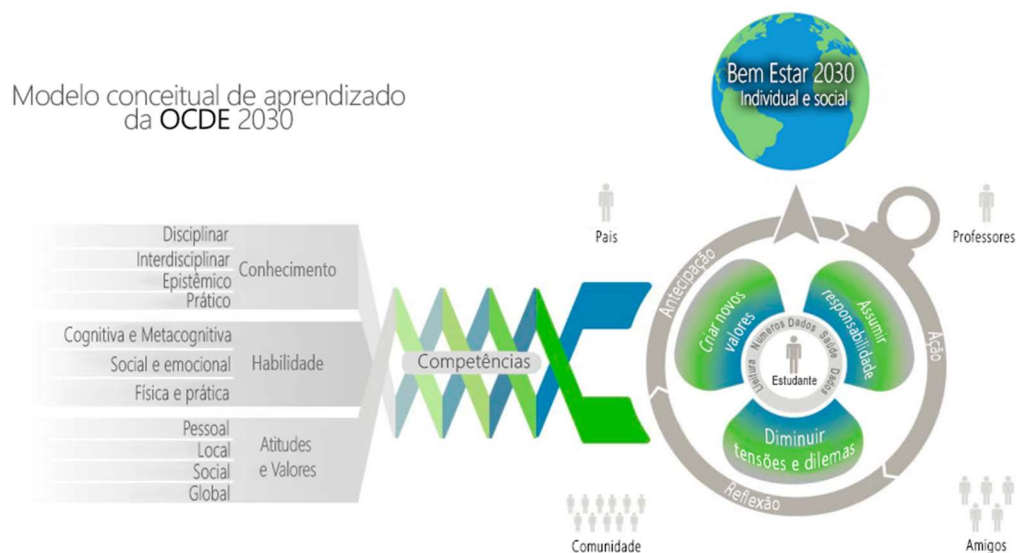 Modelo conceitual de aprendizado
da OCDE 2030
Bem Estar 2030
Individual e social
Disciplinar
Interdisciplinar
Epistêmico
Prático
Conhecimento
Cognitiva e Metacognitiva
Social e emocional
Física e prática
Habilidade
Pessoal
Local
Social
Global
Atitudes
e Valores
Competências
Pais
Professores
Antecipação
Ação
Reflexão
Criar novos
valores
Assumir
responsabilidade
Diminuir
tensões e dilemas
Leitura Números Dados Saúde Dados
Estudante
Comunidade
Amigos